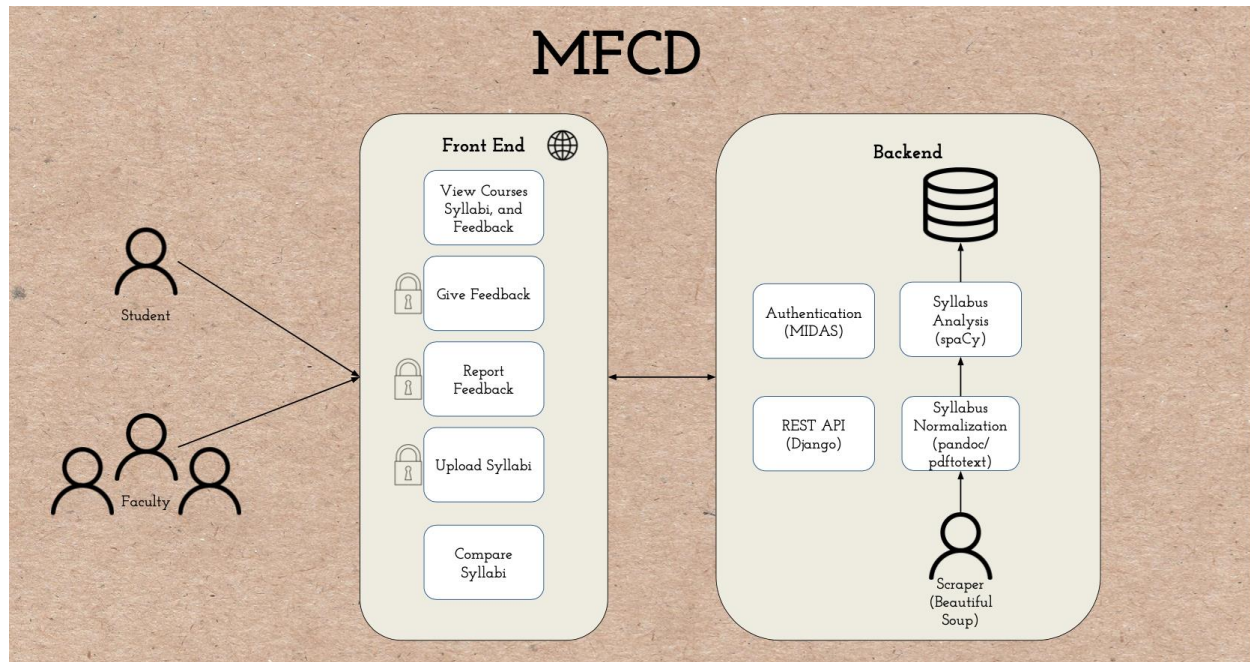 MFCD
Student
Faculty
Front End
View Courses
Syllabi, and
Feedback
Give Feedback
Report
Feedback
Upload Syllabi
Compare
Syllabi
Backend
Authentication
(MIDAS)
Syllabus
Analysis
(spaCy)
REST API
(Django)
Syllabus
Normalization
(pandoc/
pdftotext)
Scraper
(Beautiful
Soup)